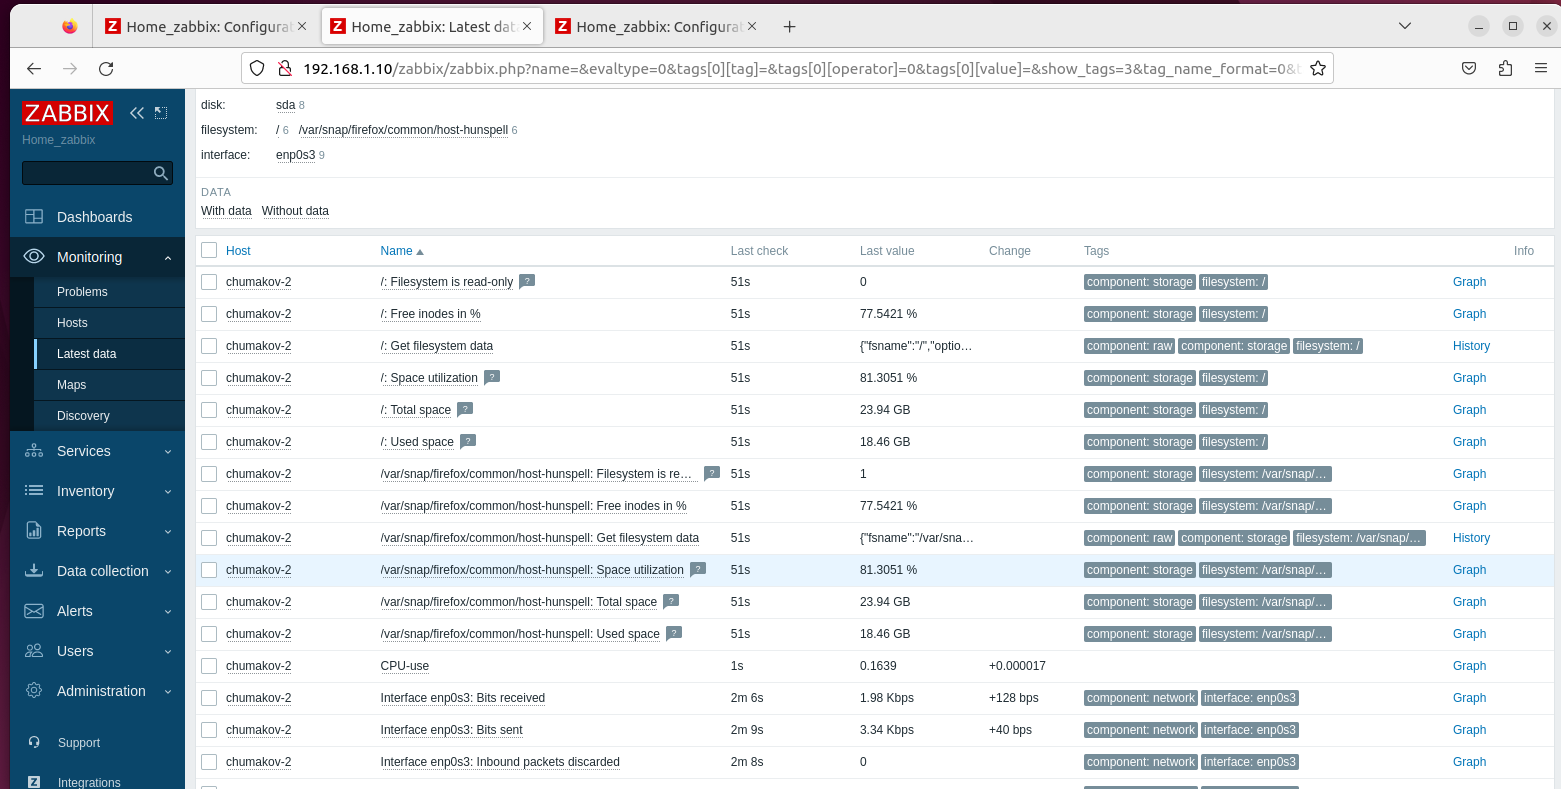 Home_zabbix: Configurat
Home_zabbix: Latest dat
Home_zabbix: Configurat
192.168.1.10/zabbix/zabbix.php?name=&evaltype=0&tags[0][tag]=&tags[0][operator]=0&tags[0][value]=&show_tags=3&tag_name_format=0&t
ZABBIX
Home_zabbix
Dashboards
Monitoring
Problems
Hosts
Latest data
Maps
Discovery
Services
Inventory
Reports
Data collection
Alerts
Users
Administration
Support
Integrations
disk: sda 8
filesystem: / 6 /var/snap/firefox/common/host-hunspell 6
interface: enp0s3 9
DATA
With data Without data
Host Name Last check Last value Change Tags Info
chumakov-2 /: Filesystem is read-only ? 51s 0 component: storage filesystem: / Graph
chumakov-2 /: Free inodes in % 51s 77.5421 % component: storage filesystem: / Graph
chumakov-2 /: Get filesystem data 51s {"fsname":"/","optio… component: raw component: storage filesystem: / History
chumakov-2 /: Space utilization ? 51s 81.3051 % component: storage filesystem: / Graph
chumakov-2 /: Total space ? 51s 23.94 GB component: storage filesystem: / Graph
chumakov-2 /: Used space ? 51s 18.46 GB component: storage filesystem: / Graph
chumakov-2 /var/snap/firefox/common/host-hunspell: Filesystem is re… ? 51s 1 component: storage filesystem: /var/snap/… Graph
chumakov-2 /var/snap/firefox/common/host-hunspell: Free inodes in % 51s 77.5421 % component: storage filesystem: /var/snap/… Graph
chumakov-2 /var/snap/firefox/common/host-hunspell: Get filesystem data 51s {"fsname":"/var/sna… component: raw component: storage filesystem: /var/snap/… History
chumakov-2 /var/snap/firefox/common/host-hunspell: Space utilization ? 51s 81.3051 % component: storage filesystem: /var/snap/… Graph
chumakov-2 /var/snap/firefox/common/host-hunspell: Total space ? 51s 23.94 GB component: storage filesystem: /var/snap/… Graph
chumakov-2 /var/snap/firefox/common/host-hunspell: Used space ? 51s 18.46 GB component: storage filesystem: /var/snap/… Graph
chumakov-2 CPU-use 1s 0.1639 +0.000017 Graph
chumakov-2 Interface enp0s3: Bits received 2m 6s 1.98 Kbps +128 bps component: network interface: enp0s3 Graph
chumakov-2 Interface enp0s3: Bits sent 2m 9s 3.34 Kbps +40 bps component: network interface: enp0s3 Graph
chumakov-2 Interface enp0s3: Inbound packets discarded 2m 8s 0 component: network interface: enp0s3 Graph